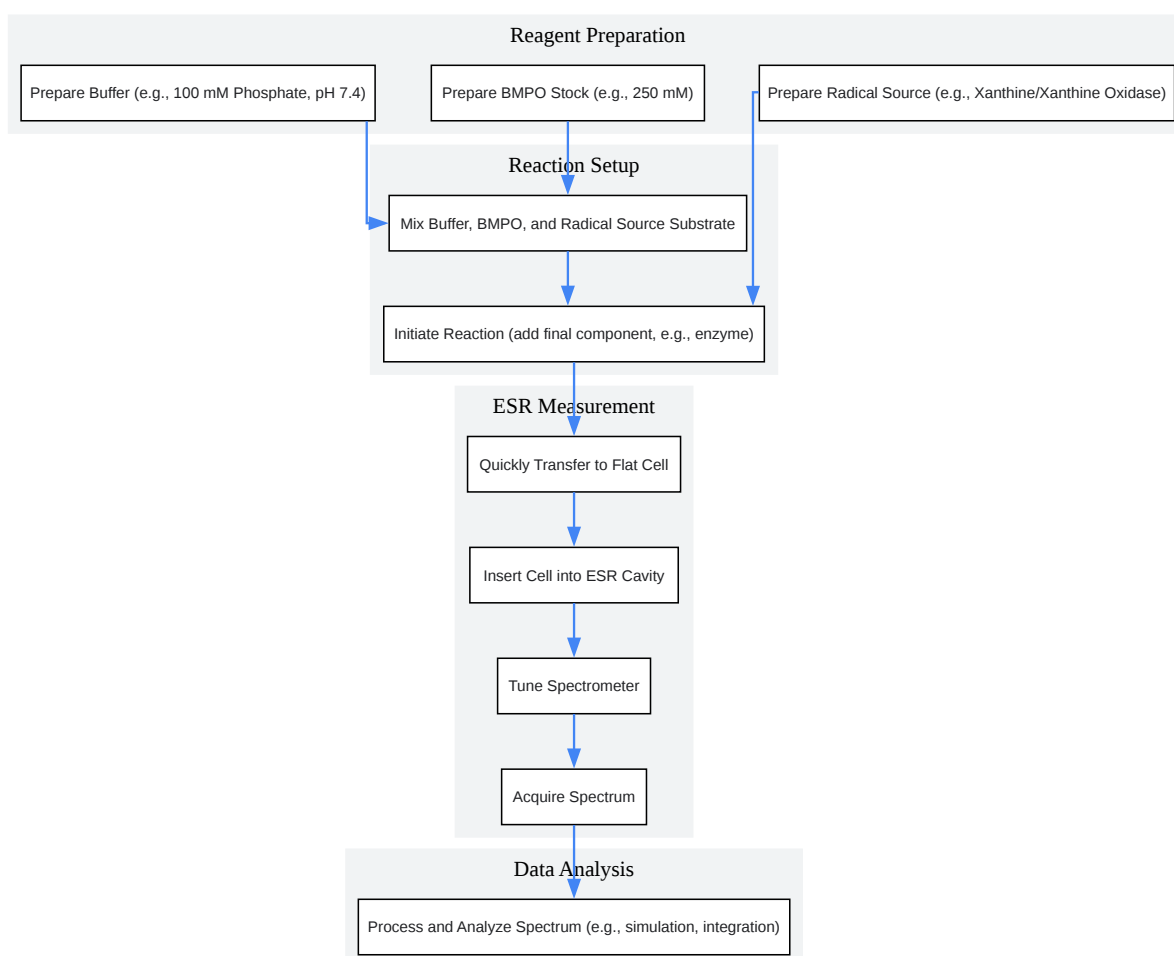 Reagent Preparation
Prepare Buffer (e.g., 100 mM Phosphate, pH 7.4)
Prepare BMPO Stock (e.g., 250 mM)
Prepare Radical Source (e.g., Xanthine/Xanthine Oxidase)
Reaction Setup
Mix Buffer, BMPO, and Radical Source Substrate
Initiate Reaction (add final component, e.g., enzyme)
ESR Measurement
Quickly Transfer to Flat Cell
Insert Cell into ESR Cavity
Tune Spectrometer
Acquire Spectrum
Data Analysis
Process and Analyze Spectrum (e.g., simulation, integration)